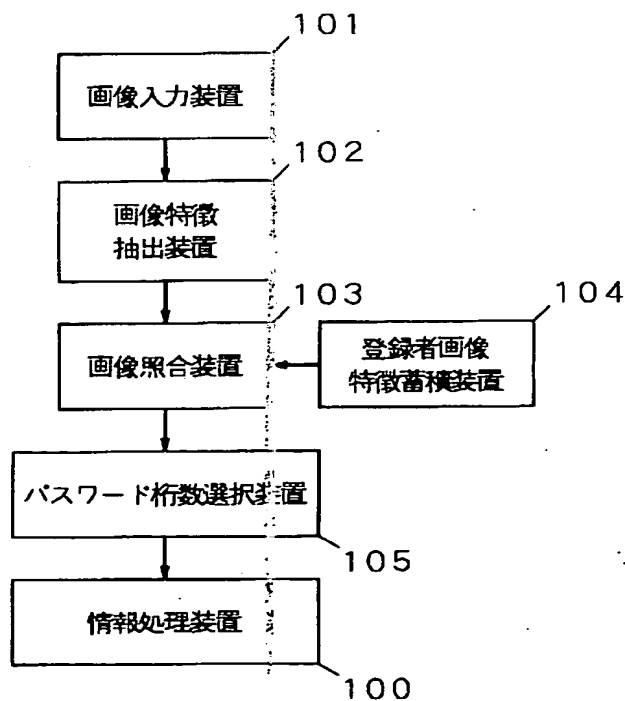 101
画像入力装置
102
画像特徴
抽出装置
103
画像照合装置
104
登録者画像
特徴蓄積装置
パスワード桁数選択装置
105
情報処理装置
100